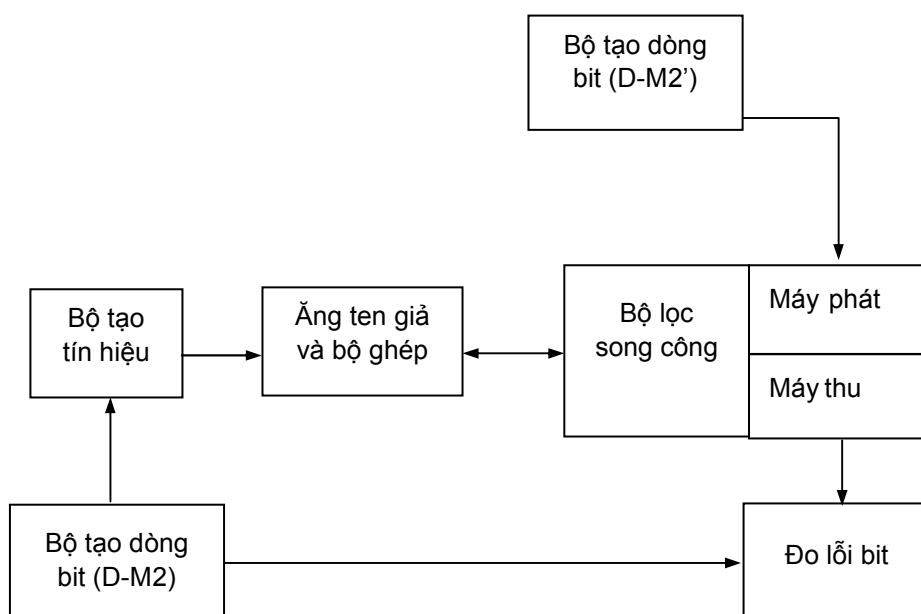 Bộ tạo dòng
bit (D-M2’)
Bộ tạo
tín hiệu
Ăng ten giả
và bộ ghép
Bộ lọc
song công
Máy phát
Máy thu
Bộ tạo dòng
bit (D-M2)
Đo lỗi bit